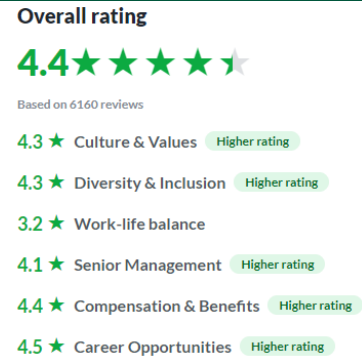 Overall rating
4.4
Based on 6160 reviews
4.3 Culture & Values Higher rating
4.3 Diversity & Inclusion Higher rating
3.2 Work-life balance
4.1 Senior Management Higher rating
4.4 Compensation & Benefits Higher rating
4.5 Career Opportunities Higher rating